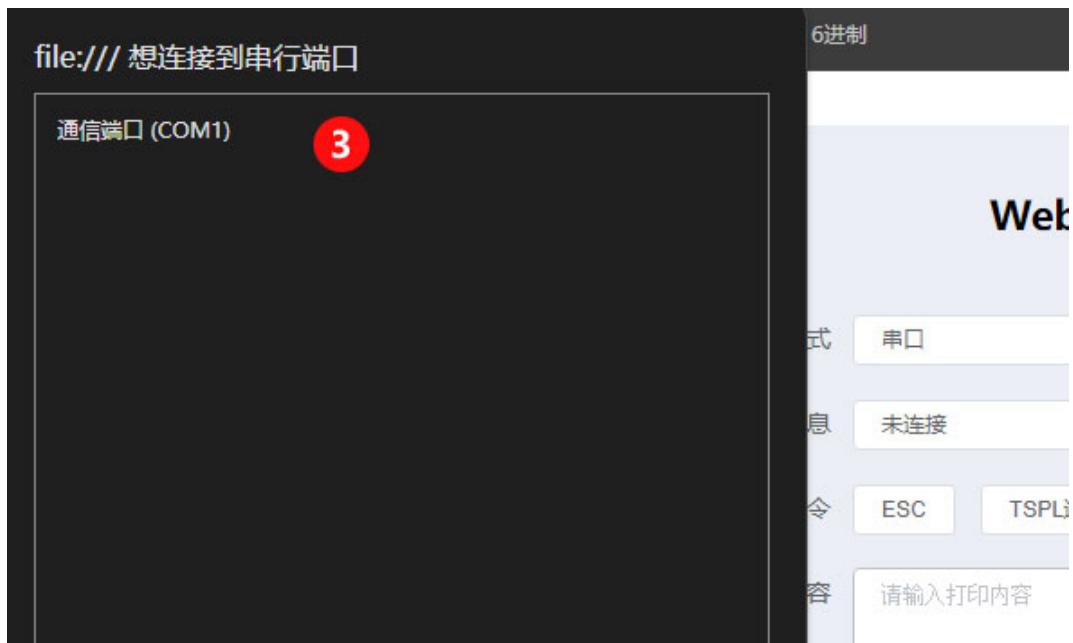 file:/// 想连接到串行端口
通信端口 (COM1)
3
6进制
Web
式 串口
息 未连接
令 ESC TSPL
容 请输入打印内容